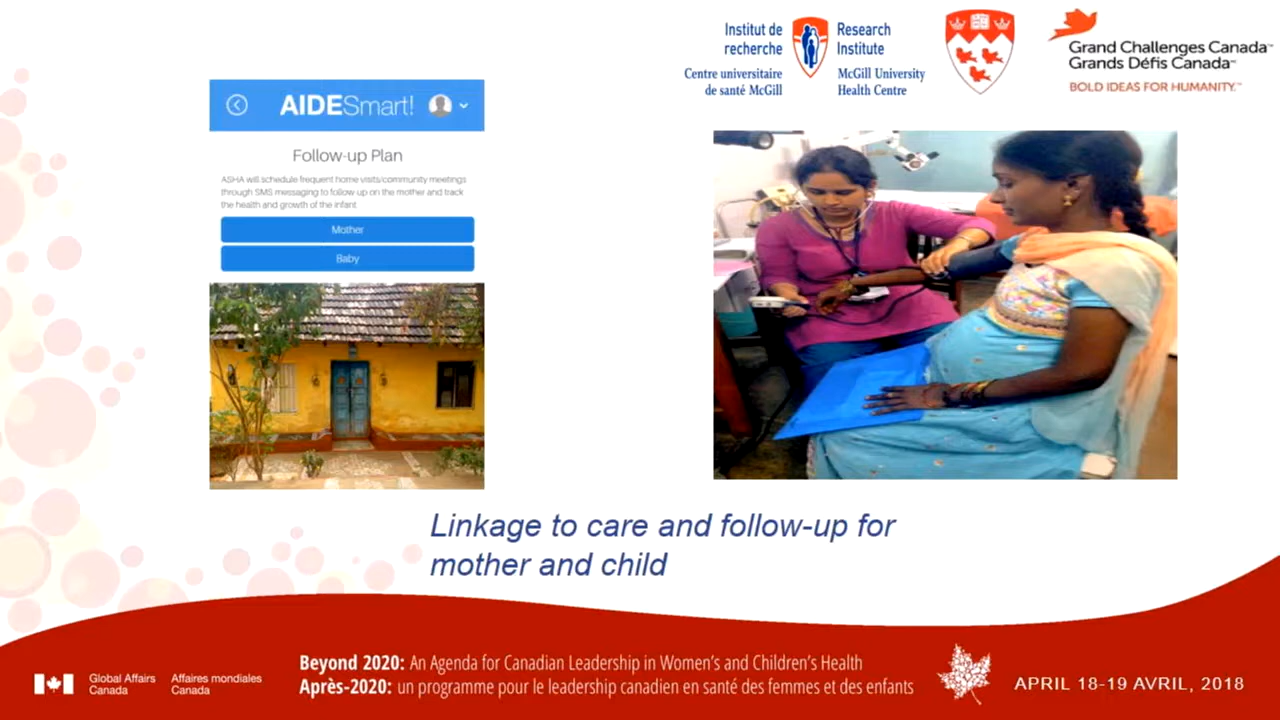 Institut de
recherche
Centre universitaire
de santé McGill
Research
Institute
McGill University
Health Centre
Grand Challenges Canada™
Grands Défis Canada™
BOLD IDEAS FOR HUMANITY.™
AIDESmart!
Follow-up Plan
ASHA will schedule frequent home visits/community meetings
through SMS messaging to follow up on the mother and track
the health and growth of the infant
Mother
Baby
Linkage to care and follow-up for
mother and child
Global Affairs
Canada
Affaires mondiales
Canada
Beyond 2020: An Agenda for Canadian Leadership in Women's and Children's Health
Après-2020: un programme pour le leadership canadien en santé des femmes et des enfants
APRIL 18-19 AVRIL, 2018